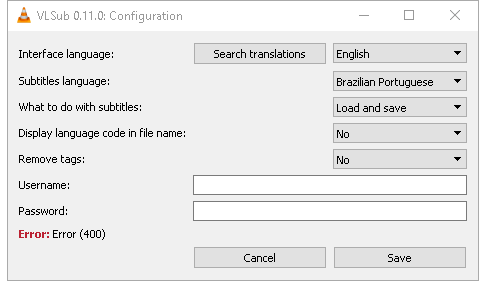 VLSub 0.11.0: Configuration
Interface language: Search translations English
Subtitles language: Brazilian Portuguese
What to do with subtitles: Load and save
Display language code in file name: No
Remove tags: No
Username:
Password:
Error: Error (400)
Cancel Save